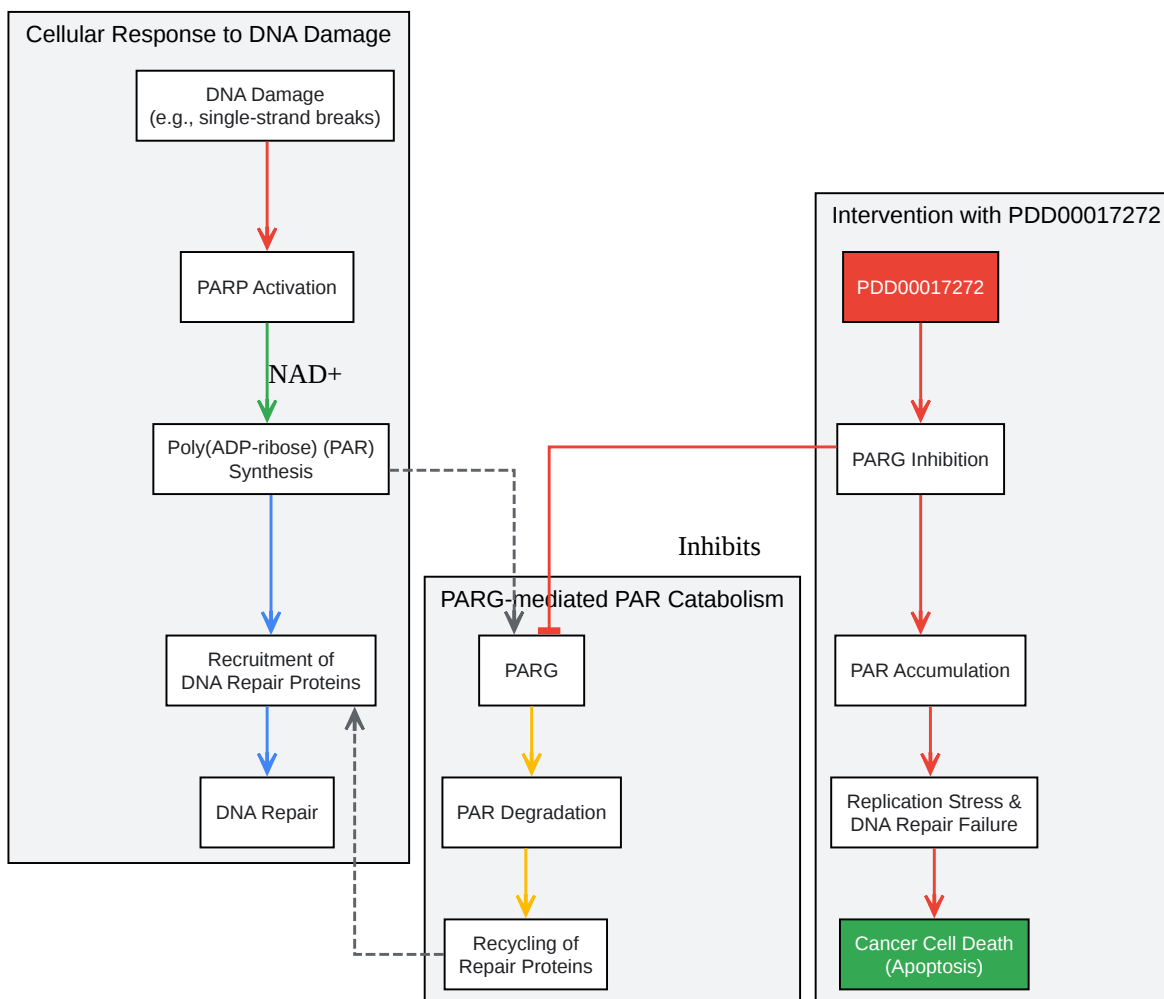 Cellular Response to DNA Damage
DNA Damage
(e.g., single-strand breaks)
PARP Activation
NAD+
Poly(ADP-ribose) (PAR)
Synthesis
Recruitment of
DNA Repair Proteins
DNA Repair
Inhibits
PARG-mediated PAR Catabolism
PARG
PAR Degradation
Recycling of
Repair Proteins
Intervention with PDD00017272
PDD00017272
PARG Inhibition
PAR Accumulation
Replication Stress &
DNA Repair Failure
Cancer Cell Death
(Apoptosis)